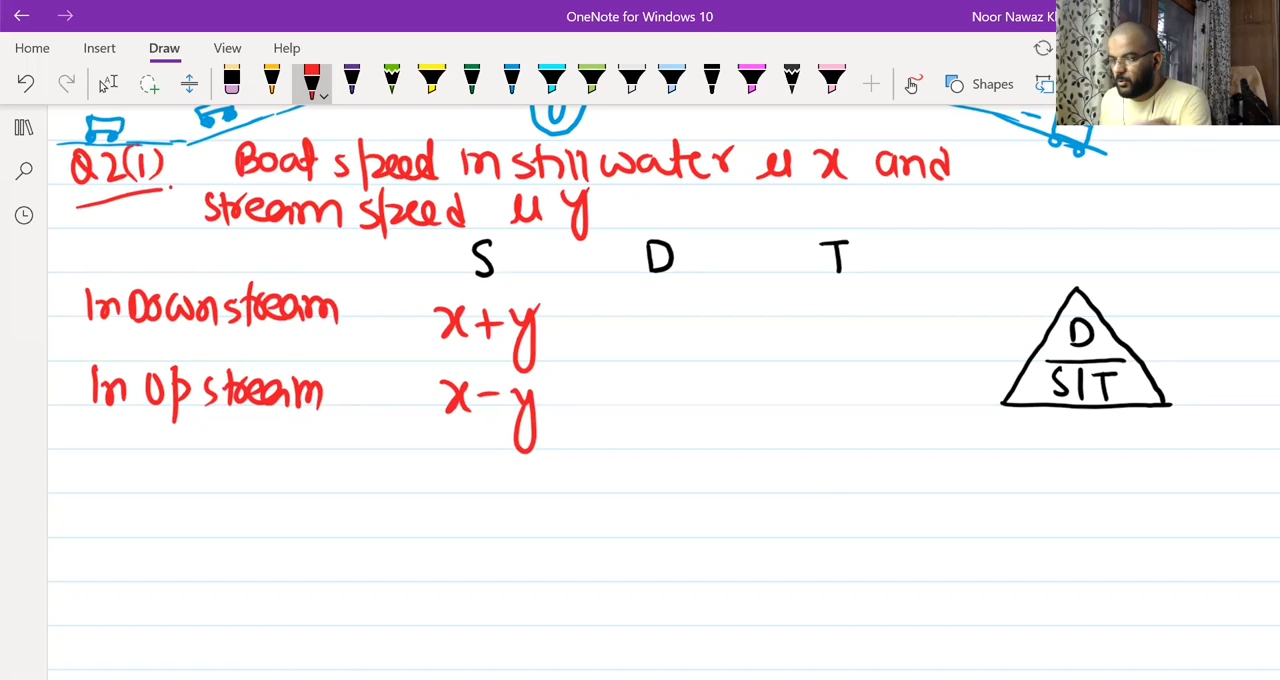 OneNote for Windows 10
Noor Nawaz Kh
Home Insert Draw View Help
Shapes
Q2(1). Boat speed in still water is x and
stream speed is y
S D T
In Downstream x+y
In Upstream x-y
D
S|T